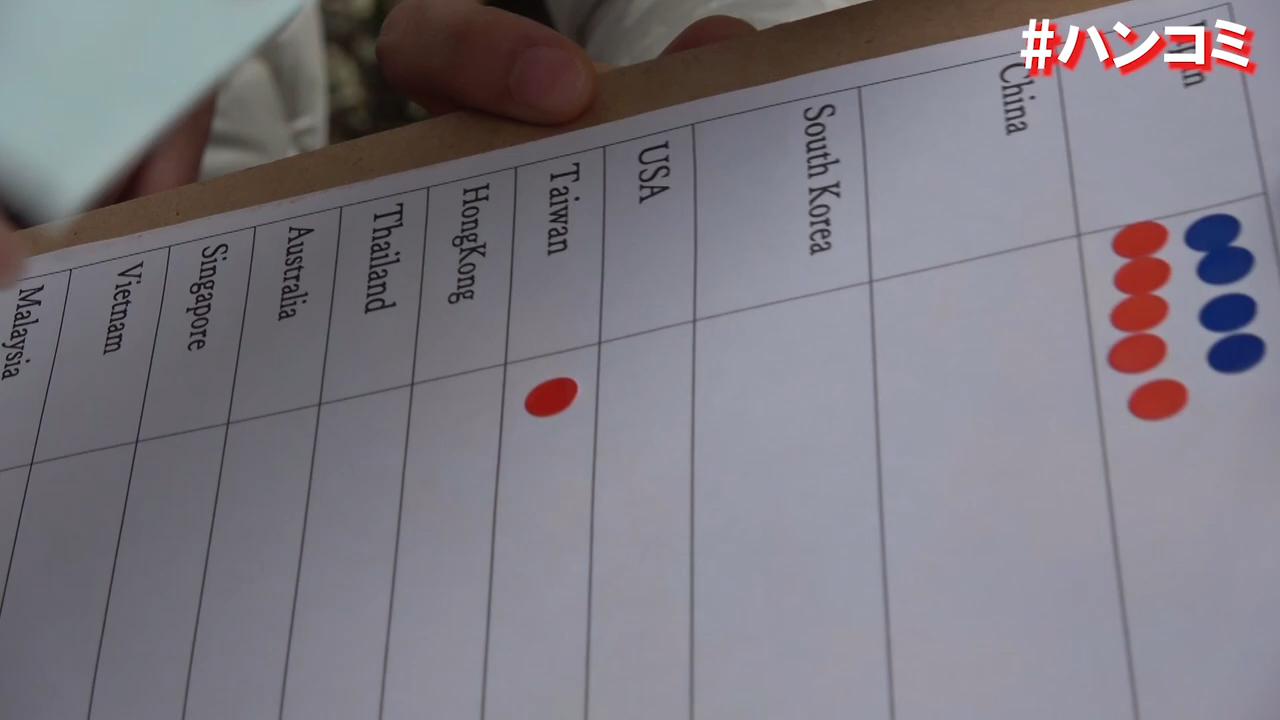 #ハンコミ
China
South Korea
USA
Taiwan
HongKong
Thailand
Australia
Singapore
Vietnam
Malaysia